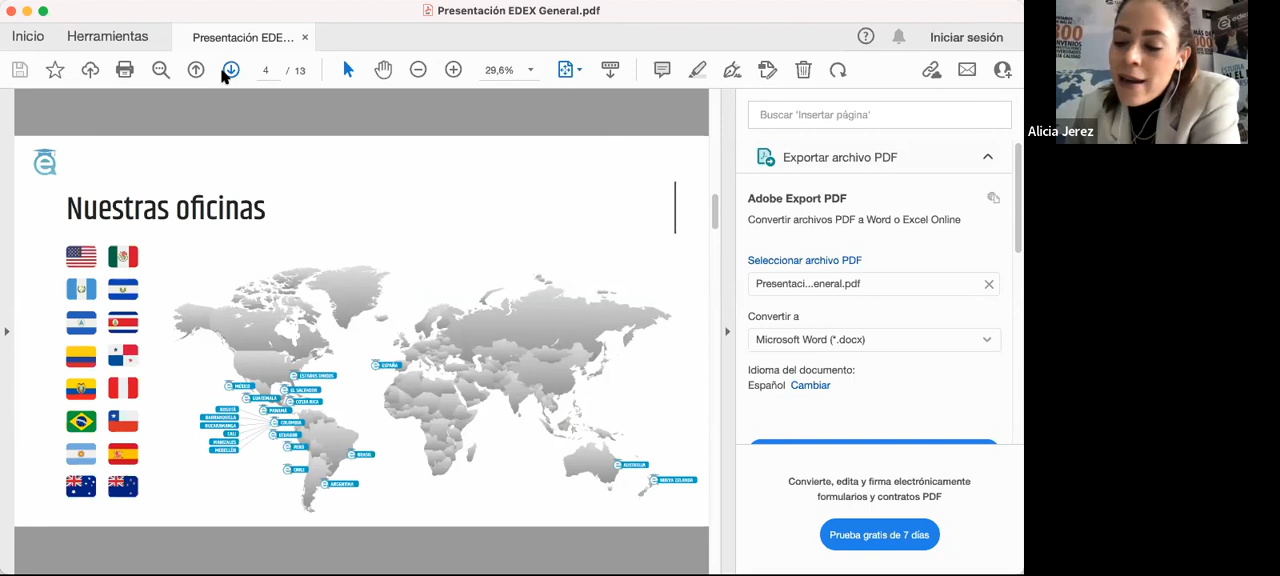 Presentación EDEX General.pdf
Inicio
Herramientas
Presentación EDE... ×
Iniciar sesión
4 / 13
29,6%
Nuestras oficinas
ESPAÑA
ESTADOS UNIDOS
MÉXICO
EL SALVADOR
GUATEMALA
COSTA RICA
PANAMÁ
BOGOTÁ
BARRANQUILLA
BUCARAMANGA
CALI
MANIZALES
MEDELLÍN
COLOMBIA
ECUADOR
PERÚ
BRASIL
CHILE
ARGENTINA
AUSTRALIA
NUEVA ZELANDA
Buscar 'Insertar página'
Exportar archivo PDF
Adobe Export PDF
Convertir archivos PDF a Word o Excel Online
Seleccionar archivo PDF
Presentaci...eneral.pdf
Convertir a
Microsoft Word (*.docx)
Idioma del documento:
Español Cambiar
Convierte, edita y firma electrónicamente
formularios y contratos PDF
Prueba gratis de 7 días
300
CONVENIOS
edex
Alicia Jerez